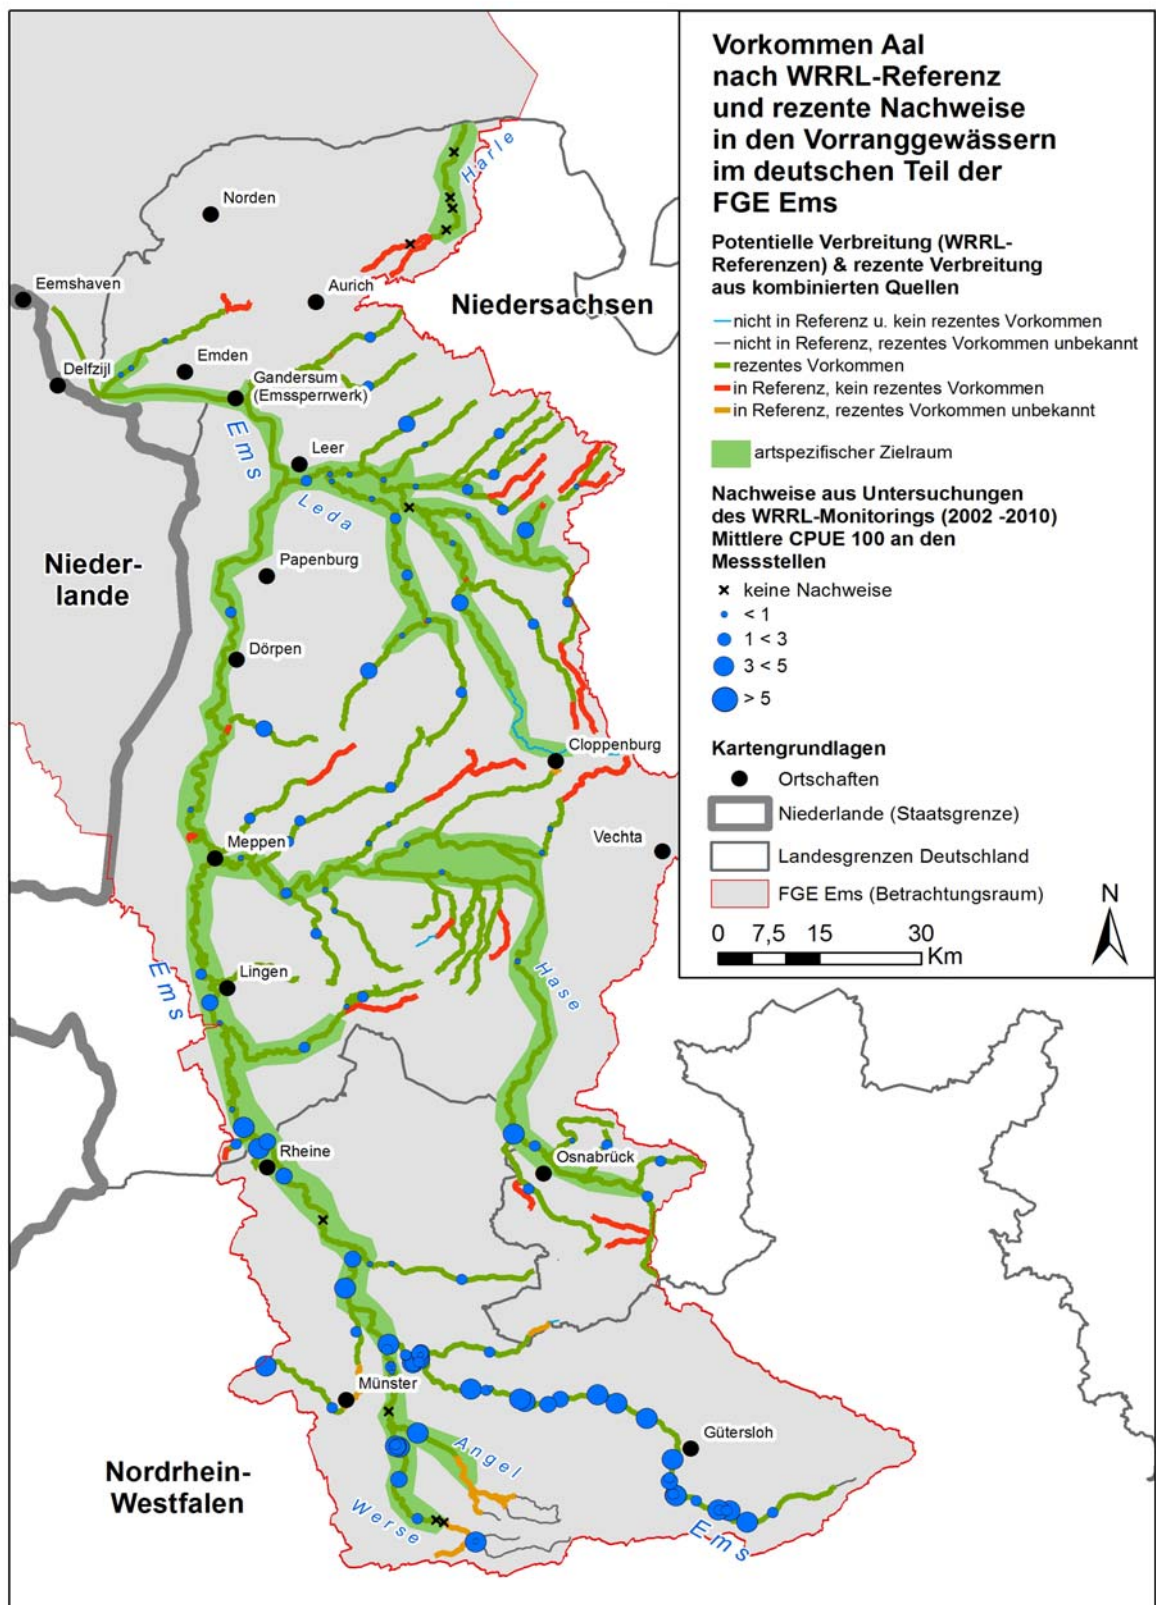 Vorkommen Aal
nach WRRL-Referenz
und rezente Nachweise
in den Vorranggewässern
im deutschen Teil der
FGE Ems
Potentielle Verbreitung (WRRL-
Referenzen) & rezente Verbreitung
aus kombinierten Quellen
nicht in Referenz u. kein rezentes Vorkommen
nicht in Referenz, rezentes Vorkommen unbekannt
rezentes Vorkommen
in Referenz, kein rezentes Vorkommen
in Referenz, rezentes Vorkommen unbekannt
artspezifischer Zielraum
Nachweise aus Untersuchungen
des WRRL-Monitorings (2002 -2010)
Mittlere CPUE 100 an den
Messstellen
keine Nachweise
< 1
1 < 3
3 < 5
> 5
Kartengrundlagen
Ortschaften
Niederlande (Staatsgrenze)
Landesgrenzen Deutschland
FGE Ems (Betrachtungsraum)
N
0 7,5 15 30
Km
Harle
Norden
Eemshaven
Aurich
Niedersachsen
Delfzijl
Emden
Gandersum
(Emssperrwerk)
Ems
Leer
Leda
Nieder-
lande
Papenburg
Dörpen
Cloppenburg
Meppen
Vechta
Ems
Lingen
Hase
Rheine
Osnabrück
Münster
Gütersloh
Angel
Nordrhein-
Westfalen
Werse
Ems